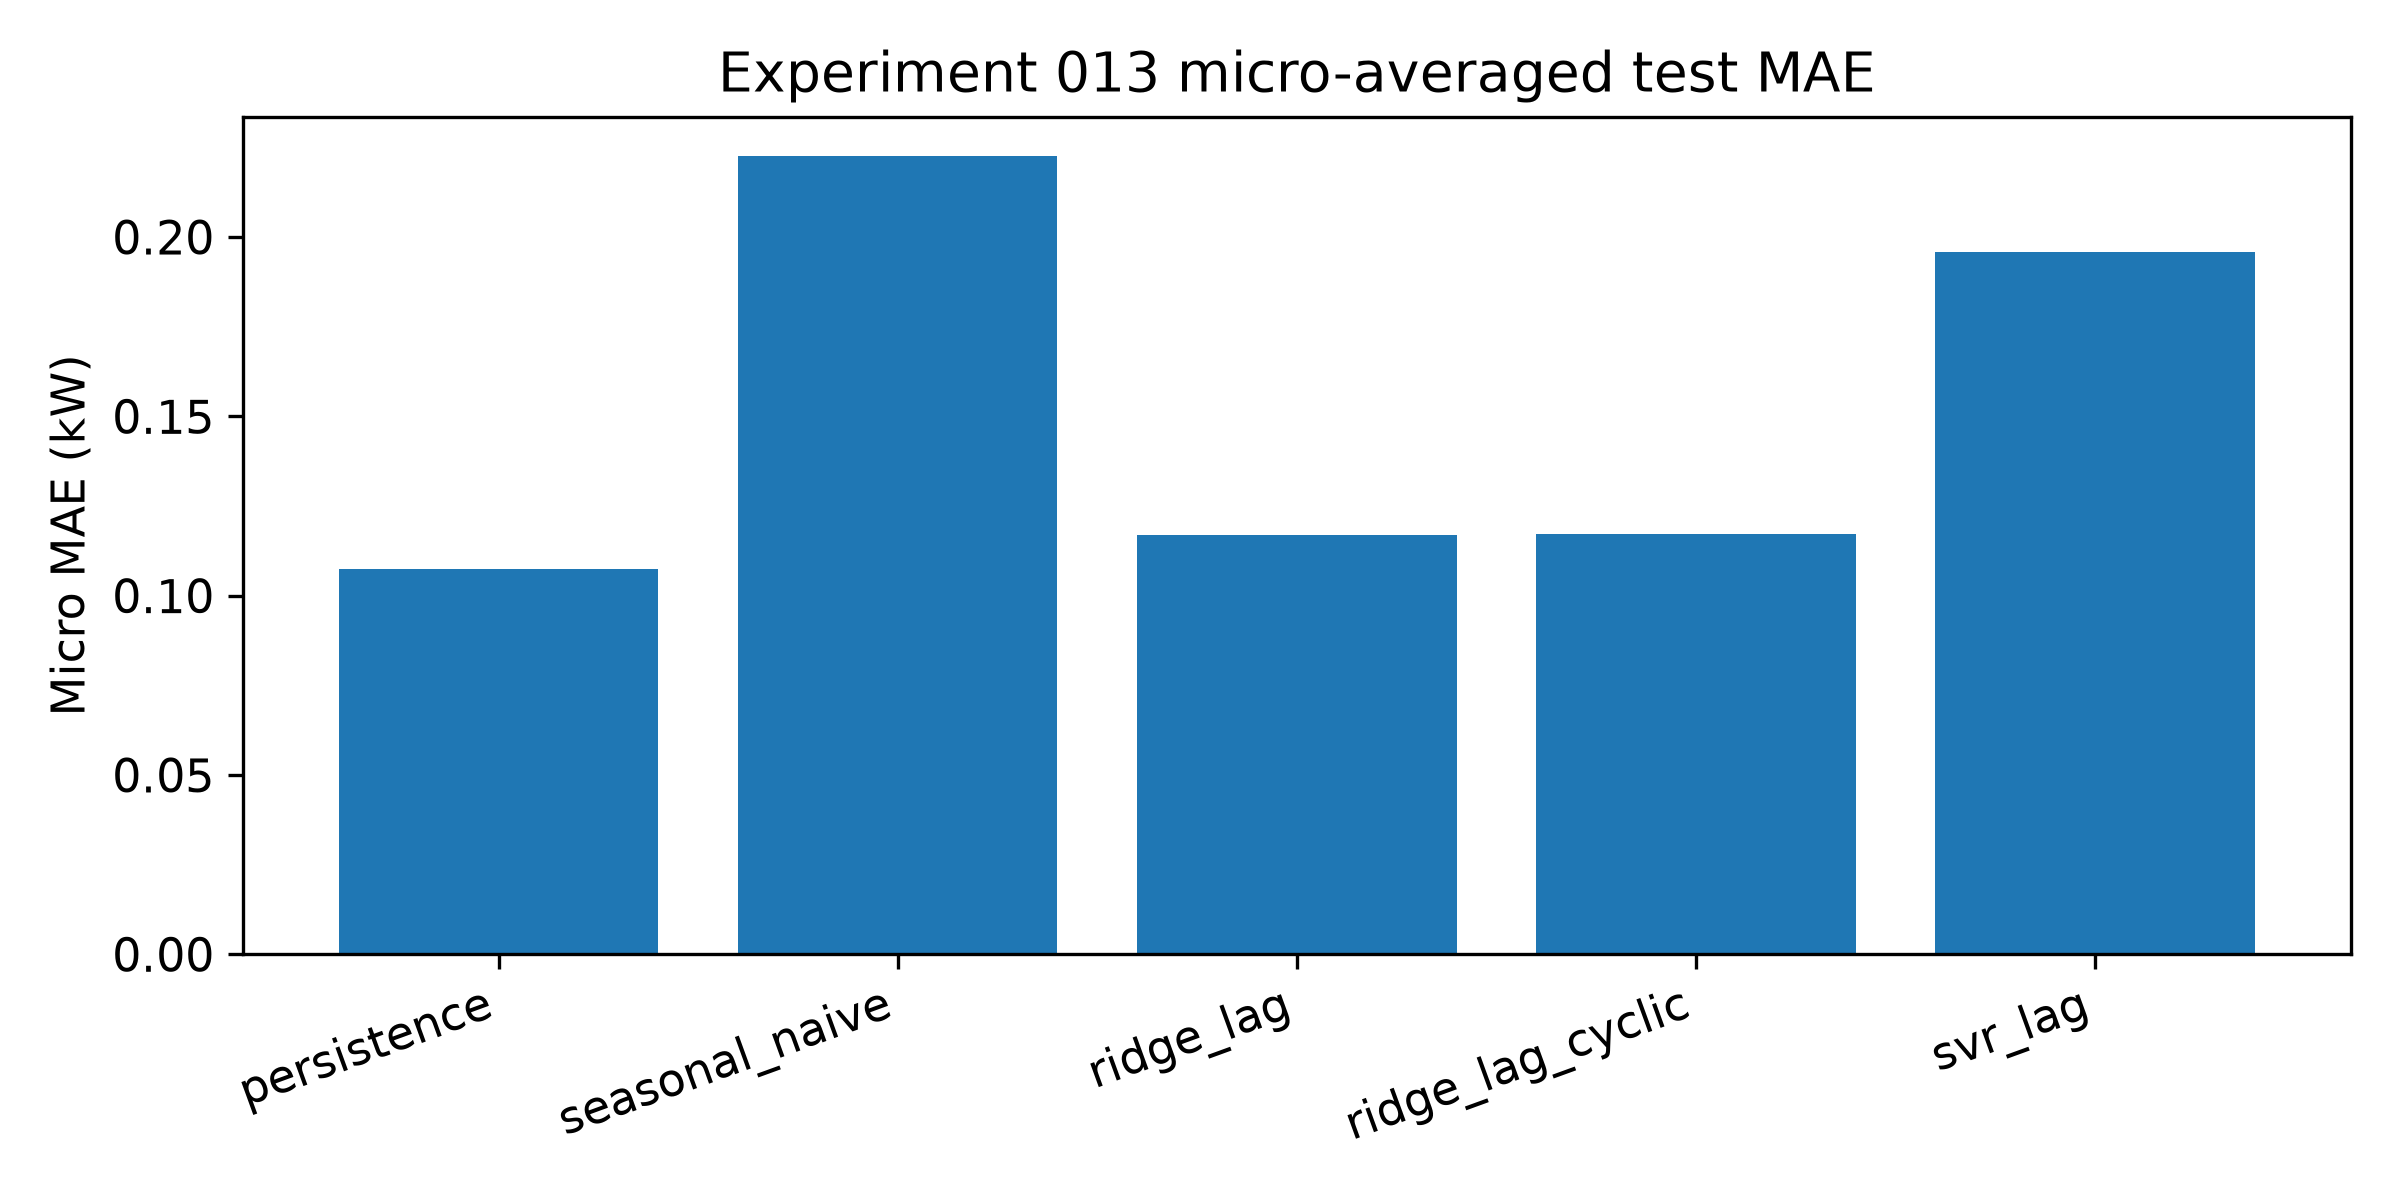 Experiment 013 micro-averaged test MAE
Micro MAE (kW)
0.20
0.15
0.10
0.05
0.00
persistence
seasonal_naive
ridge_lag
ridge_lag_cyclic
svr_lag